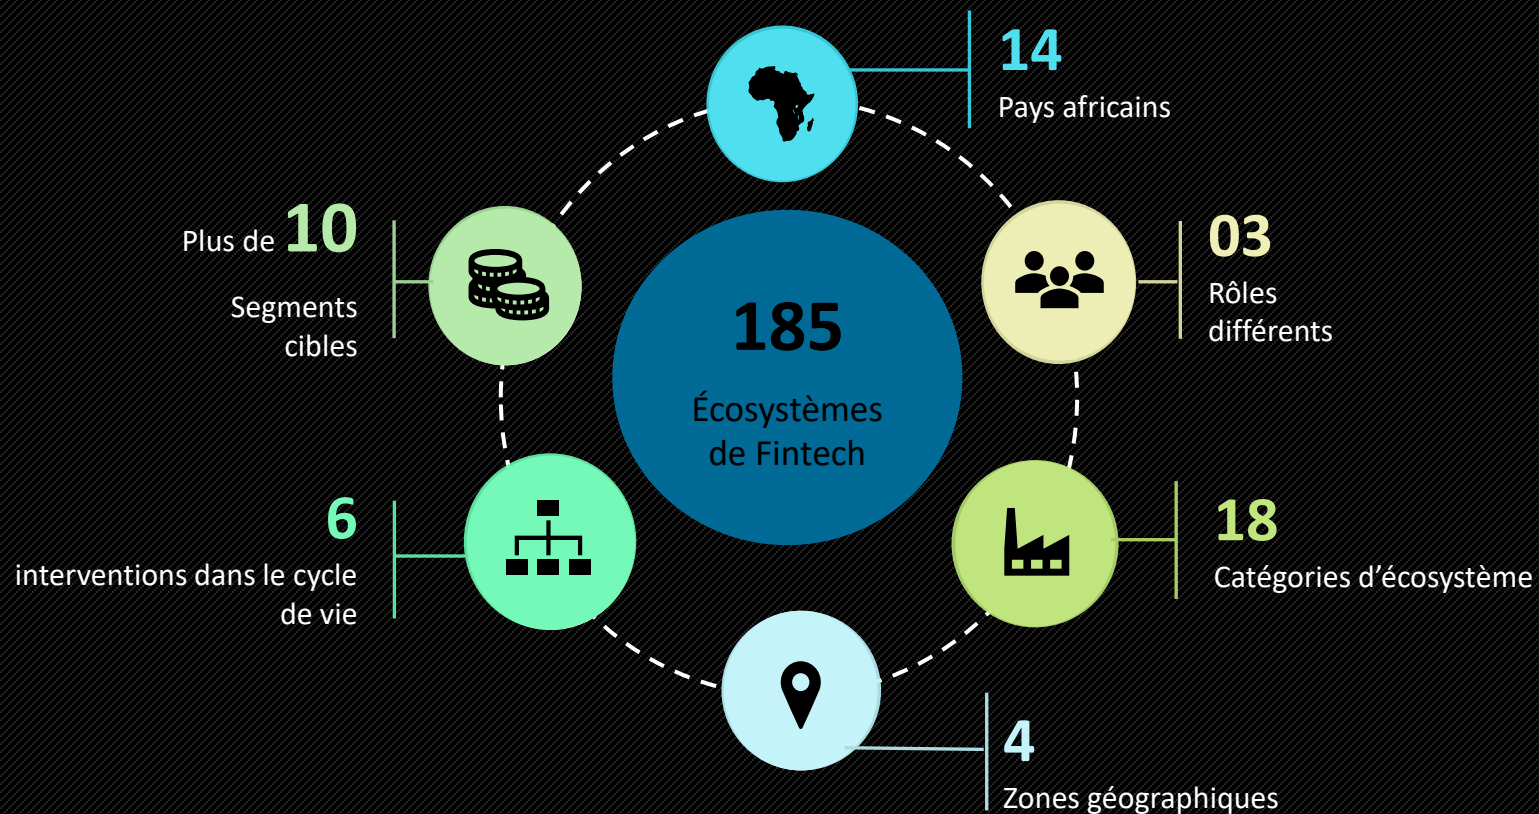 14
Pays africains
03
Rôles
différents
18
Catégories d’écosystème
4
Zones géographiques
6
interventions dans le cycle
de vie
Plus de 10
Segments
cibles
185
Écosystèmes
de Fintech